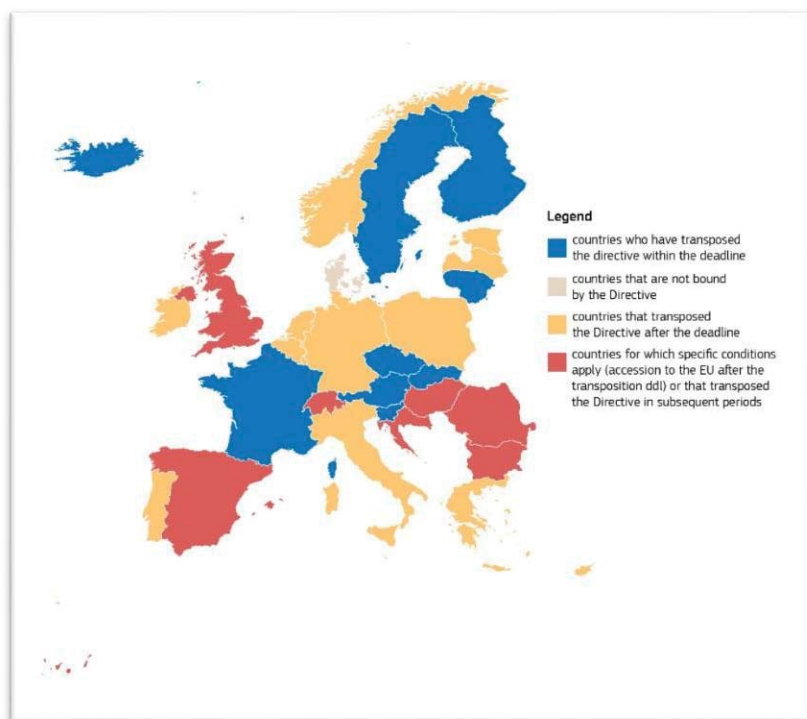 Legend
countries who have transposed
the directive within the deadline
countries that are not bound
by the Directive
countries that transposed
the Directive after the deadline
countries for which specific conditions
apply (accession to the EU after the
transposition ddl) or that transposed
the Directive in subsequent periods